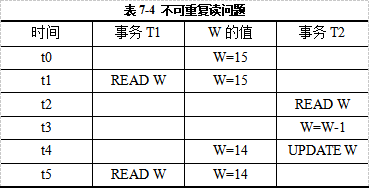 表 7-4 不可重复读问题
时间 事务 T1 W 的值 事务 T2
t0 W=15
t1 READ W W=15
t2 READ W
t3 W=W-1
t4 W=14 UPDATE W
t5 READ W W=14